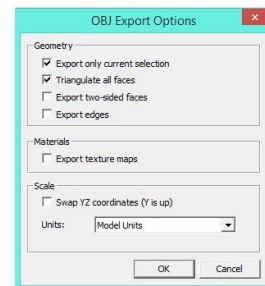 OBJ Export Options
Geometry
Export only current selection
Triangulate all faces
Export two-sided faces
Export edges
Materials
Export texture maps
Scale
Swap YZ coordinates (Y is up)
Units: Model Units
OK Cancel